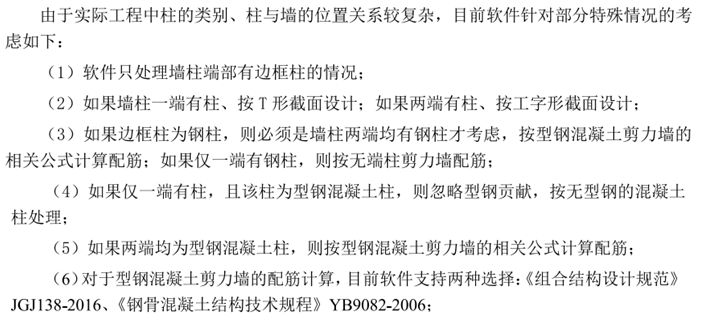 由于实际工程中柱的类别、柱与墙的位置关系较复杂，目前软件针对部分特殊情况的考
虑如下：
（1）软件只处理墙柱端部有边框柱的情况；
（2）如果墙柱一端有柱、按 T 形截面设计；如果两端有柱、按工字形截面设计；
（3）如果边框柱为钢柱，则必须是墙柱两端均有钢柱才考虑，按型钢混凝土剪力墙的
相关公式计算配筋；如果仅一端有钢柱，则按无端柱剪力墙配筋；
（4）如果仅一端有柱，且该柱为型钢混凝土柱，则忽略型钢贡献，按无型钢的混凝土
柱处理；
（5）如果两端均为型钢混凝土柱，则按型钢混凝土剪力墙的相关公式计算配筋；
（6）对于型钢混凝土剪力墙的配筋计算，目前软件支持两种选择：《组合结构设计规范》
JGJ138-2016、《钢骨混凝土结构技术规程》YB9082-2006；